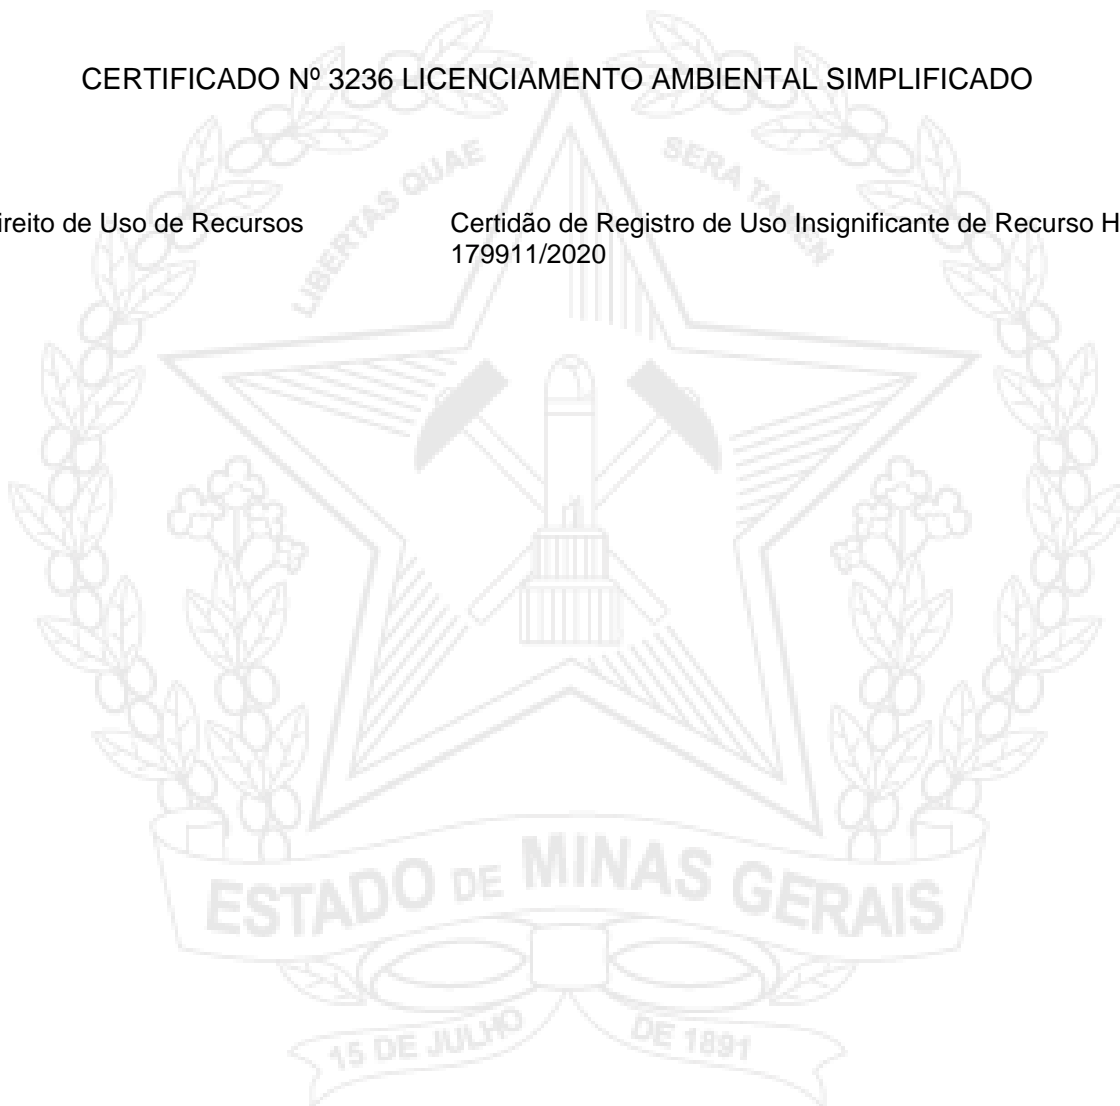 CERTIFICADO Nº 3236 LICENCIAMENTO AMBIENTAL SIMPLIFICADO
LIBERTAS QUAE SERA TAMEN
ireito de Uso de Recursos
Certidão de Registro de Uso Insignificante de Recurso H
179911/2020
ESTADO DE MINAS GERAIS
15 DE JULHO DE 1891